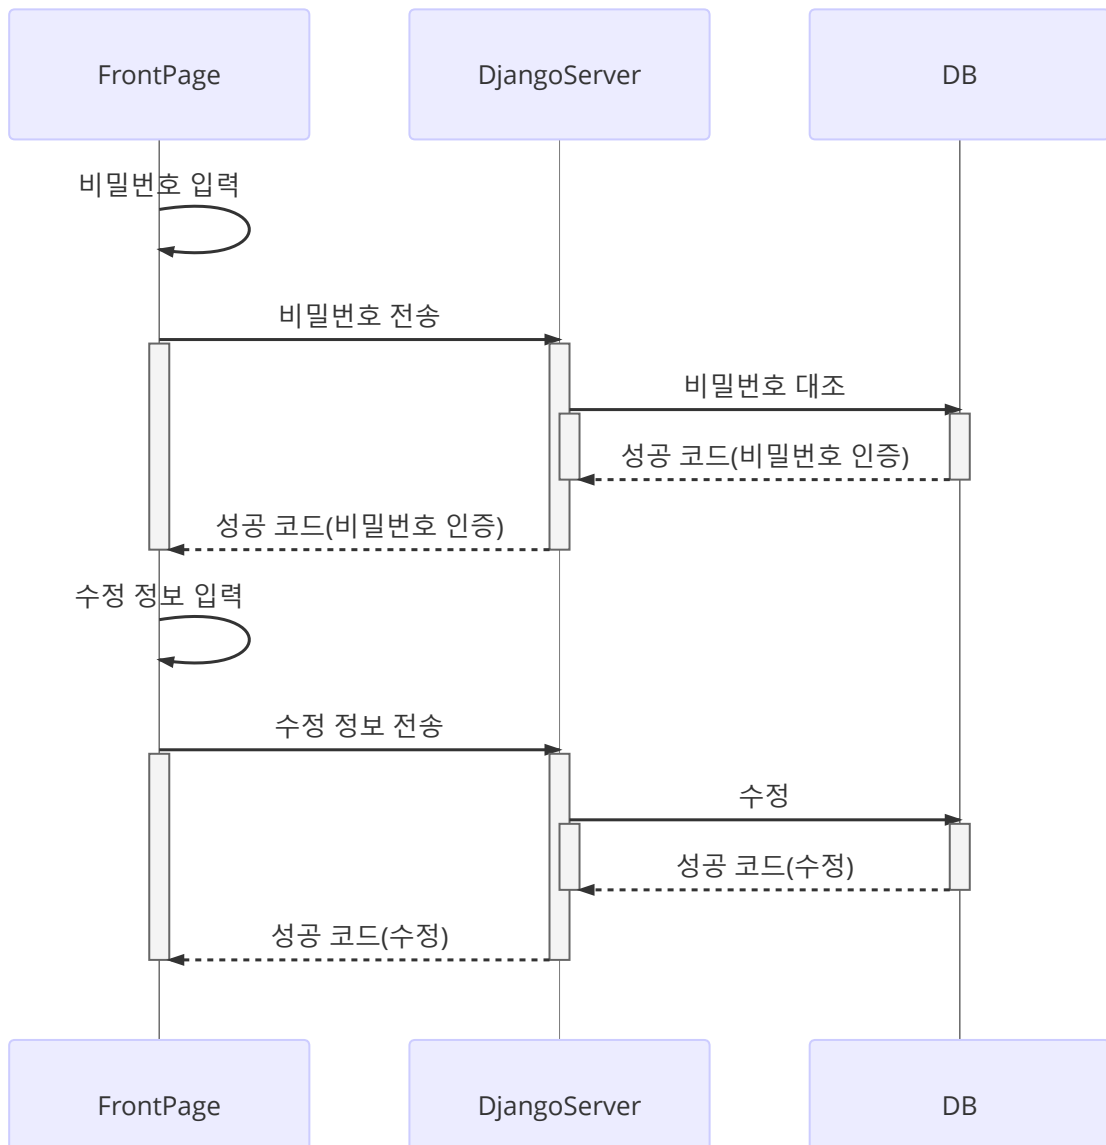 FrontPage
DjangoServer
DB
비밀번호 입력
비밀번호 전송
비밀번호 대조
성공 코드(비밀번호 인증)
성공 코드(비밀번호 인증)
수정 정보 입력
수정 정보 전송
수정
성공 코드(수정)
성공 코드(수정)
FrontPage
DjangoServer
DB